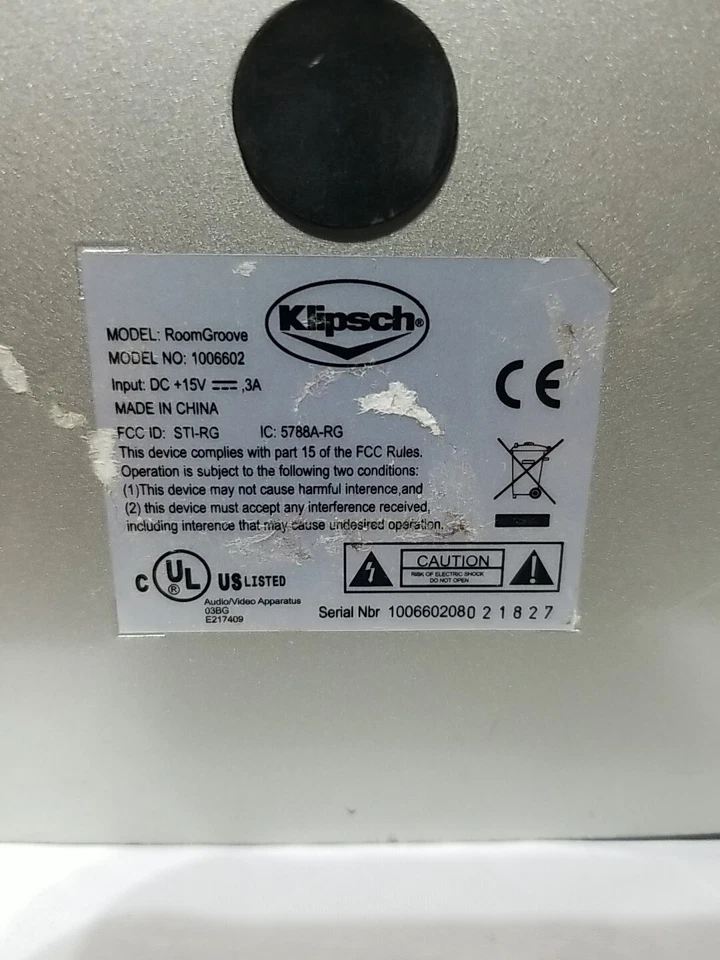 Klipsch®
MODEL: RoomGroove
MODEL NO: 1006602
Input: DC +15V ⎓ ,3A
MADE IN CHINA
FCC ID: STI-RG IC: 5788A-RG
This device complies with part 15 of the FCC Rules.
Operation is subject to the following two conditions:
(1)This device may not cause harmful interence,and
(2) this device must accept any interference received,
including interence that may cause undesired operation.
CE
C UL ® US LISTED
Audio/Video Apparatus
03BG
E217409
CAUTION
RISK OF ELECTRIC SHOCK
DO NOT OPEN
Serial Nbr 1006602080 2 1 8 2 7